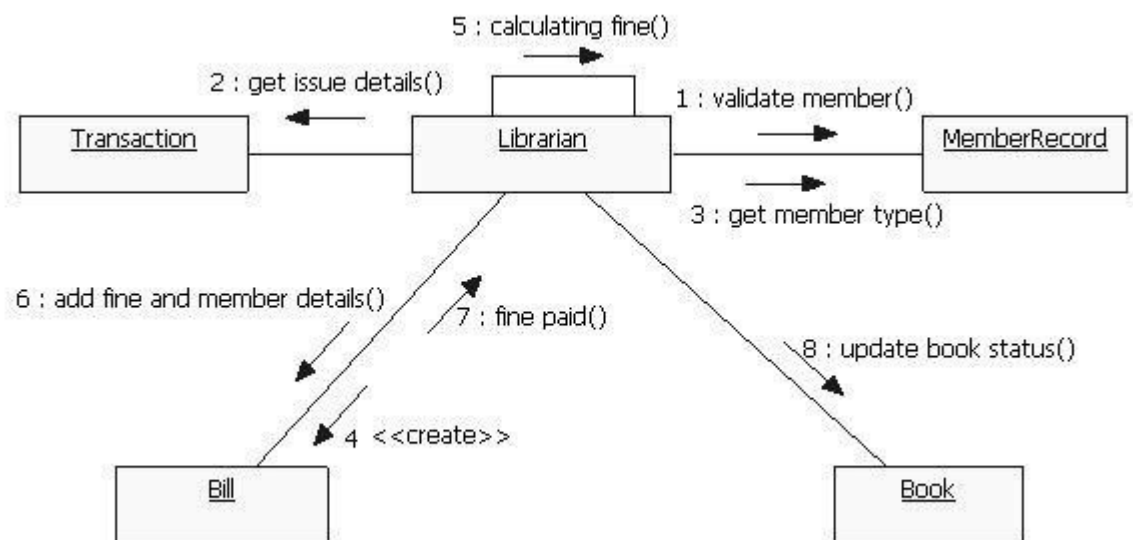 5 : calculating fine()
2 : get issue details()
1 : validate member()
Transaction
Librarian
MemberRecord
3 : get member type()
6 : add fine and member details()
7 : fine paid()
8 : update book status()
4 <<create>>
Bill
Book